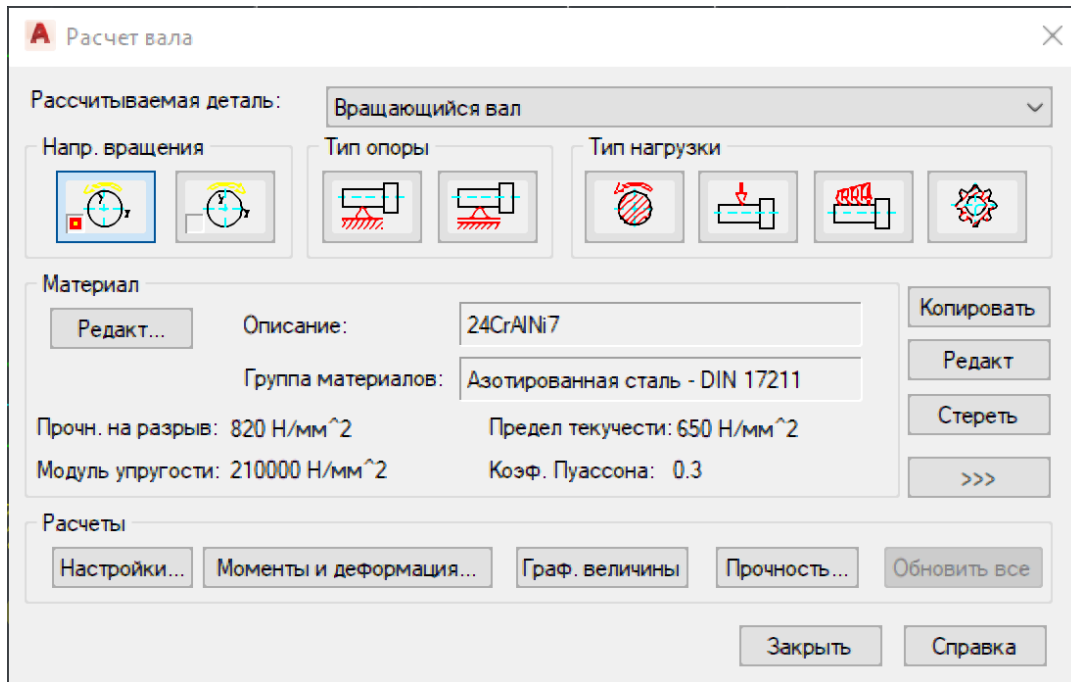 Расчет вала
Рассчитываемая деталь: Вращающийся вал
Напр. вращения Тип опоры Тип нагрузки
Материал
Редакт... Описание: 24CrAlNi7
Группа материалов: Азотированная сталь - DIN 17211
Прочн. на разрыв: 820 Н/мм^2 Предел текучести: 650 Н/мм^2
Модуль упругости: 210000 Н/мм^2 Коэф. Пуассона: 0.3
Копировать
Редакт
Стереть
>>>
Расчеты
Настройки... Моменты и деформация... Граф. величины Прочность... Обновить все
Закрыть Справка